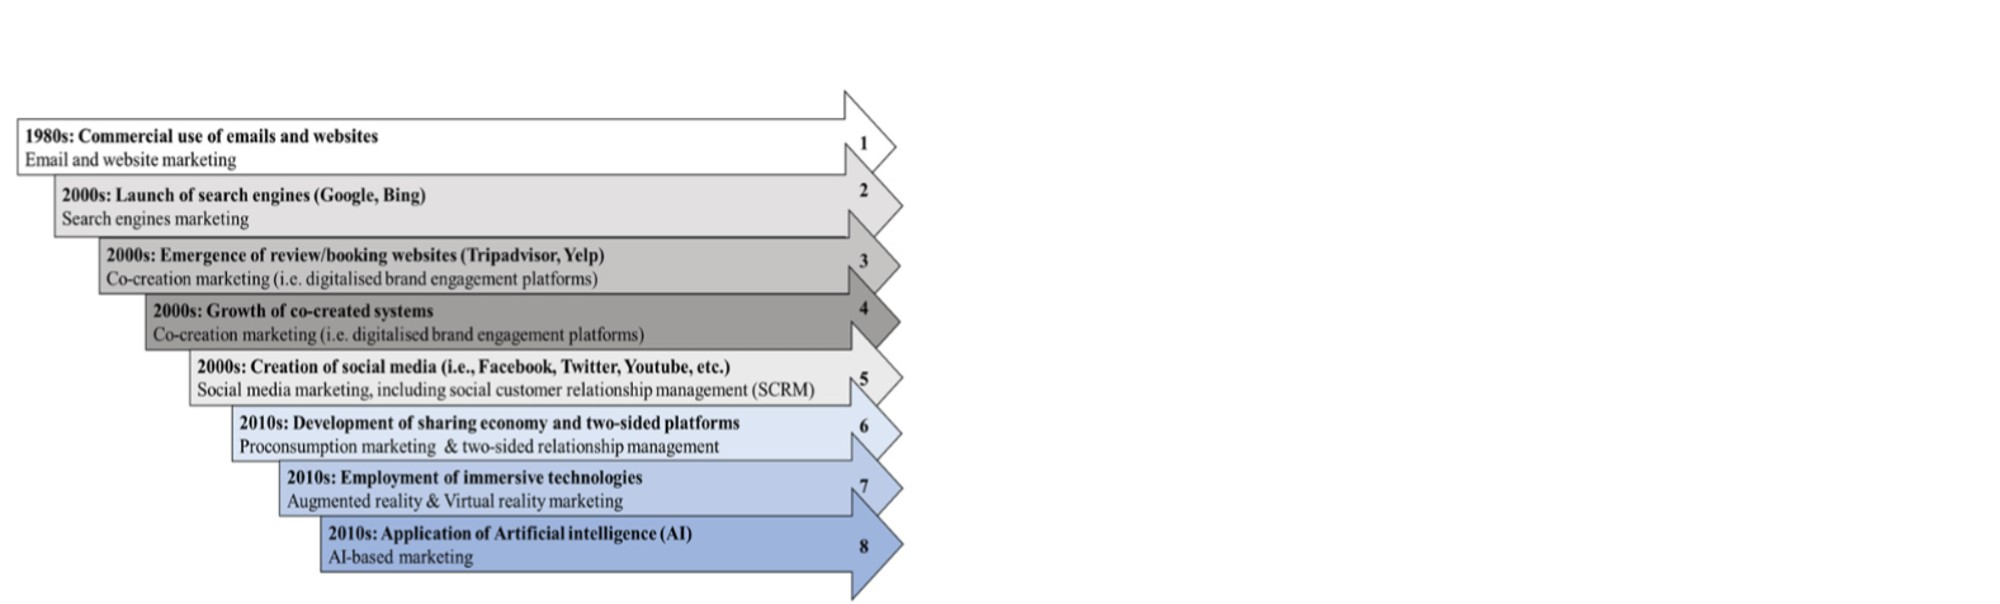 1980s: Commercial use of emails and websites
Email and website marketing
1
2000s: Launch of search engines (Google, Bing)
Search engines marketing
2
2000s: Emergence of review/booking websites (Tripadvisor, Yelp)
Co-creation marketing (i.e. digitalised brand engagement platforms)
3
2000s: Growth of co-created systems
Co-creation marketing (i.e. digitalised brand engagement platforms)
4
2000s: Creation of social media (i.e., Facebook, Twitter, Youtube, etc.)
Social media marketing, including social customer relationship management (SCRM)
5
2010s: Development of sharing economy and two-sided platforms
Proconsumption marketing & two-sided relationship management
6
2010s: Employment of immersive technologies
Augmented reality & Virtual reality marketing
7
2010s: Application of Artificial intelligence (AI)
AI-based marketing
8